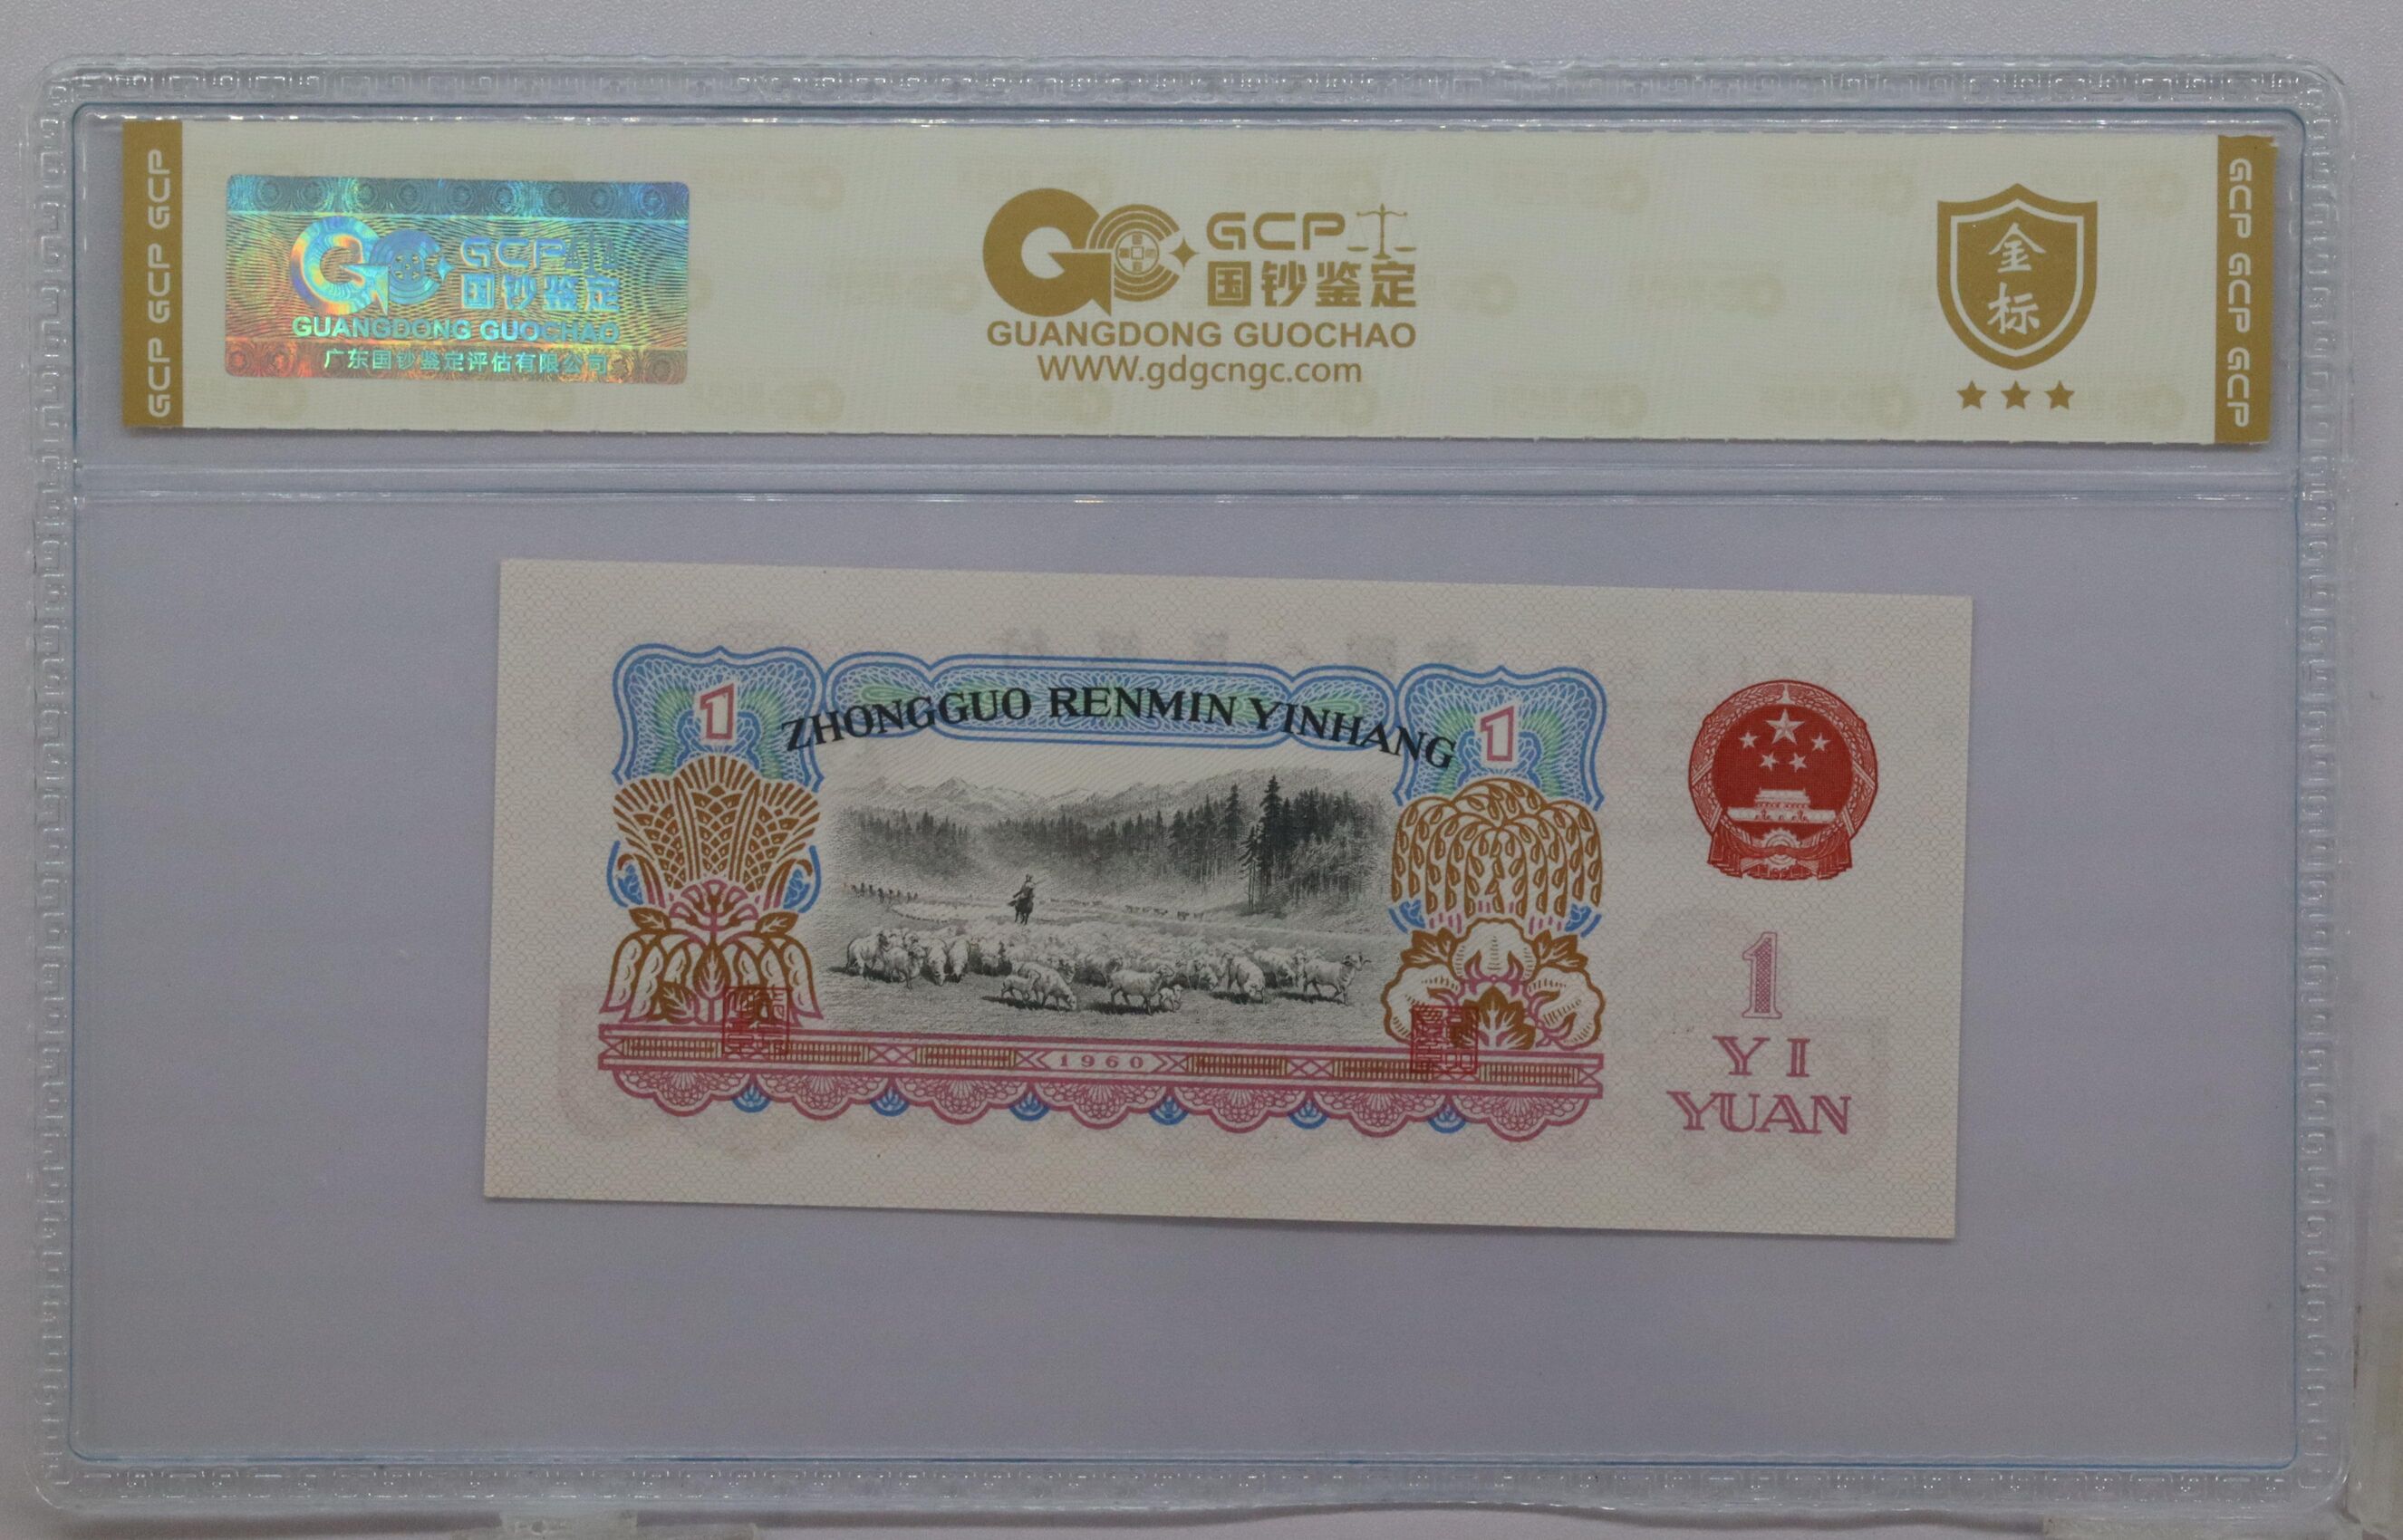 GCP GCP GCP
GCP
国钞鉴定
GUANGDONG GUOCHAO
广东国钞鉴定评估有限公司
GCP
国钞鉴定
GUANGDONG GUOCHAO
WWW.gdgcngc.com
金
标
GCP GCP GCP
1
ZHONGGUO RENMIN YINHANG
1
1960
1
YI
YUAN